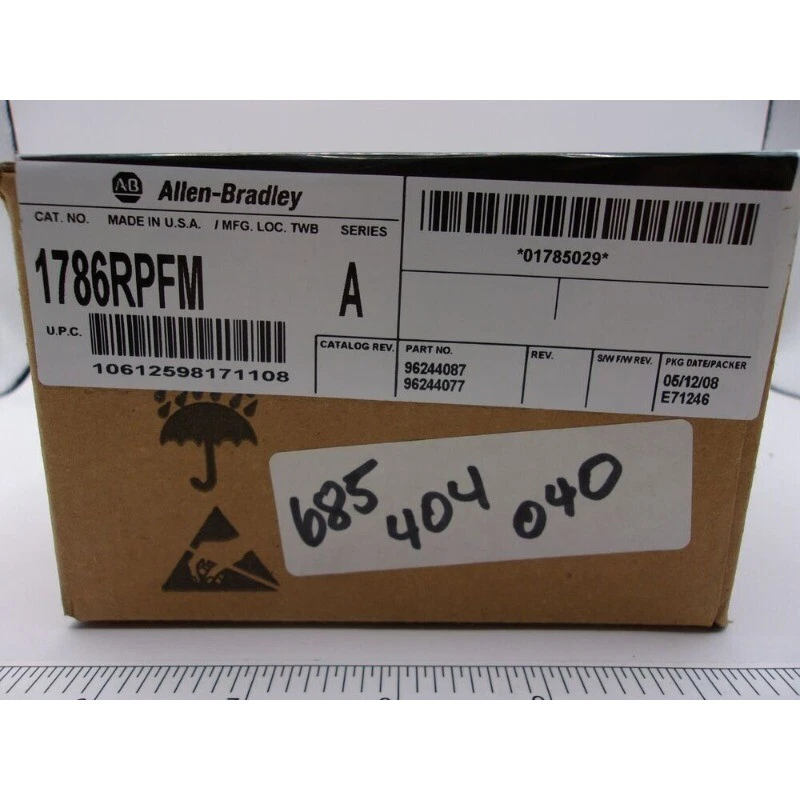 AB Allen-Bradley
CAT. NO. MADE IN U.S.A. / MFG. LOC. TWB SERIES
1786RPFM A
U.P.C.
10612598171108
*01785029*
CATALOG REV.
PART NO.
96244087
96244077
REV.
S/W F/W REV.
PKG DATE/PACKER
05/12/08
E71246
685 404 040